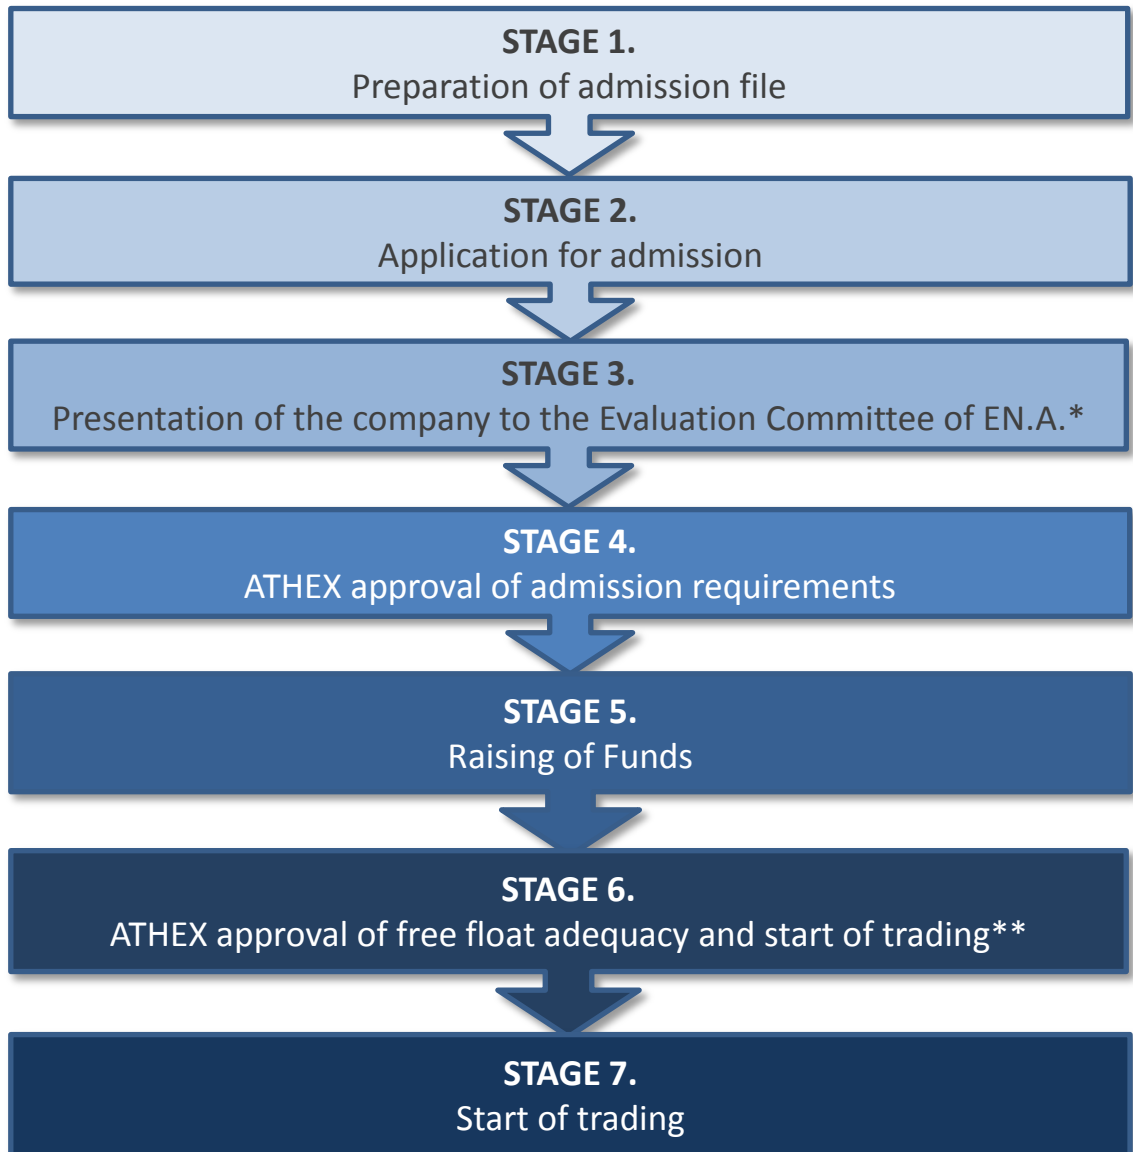 STAGE 1.
Preparation of admission file
STAGE 2.
Application for admission
STAGE 3.
Presentation of the company to the Evaluation Committee of EN.A.*
STAGE 4.
ATHEX approval of admission requirements
STAGE 5.
Raising of Funds
STAGE 6.
ATHEX approval of free float adequacy and start of trading**
STAGE 7.
Start of trading